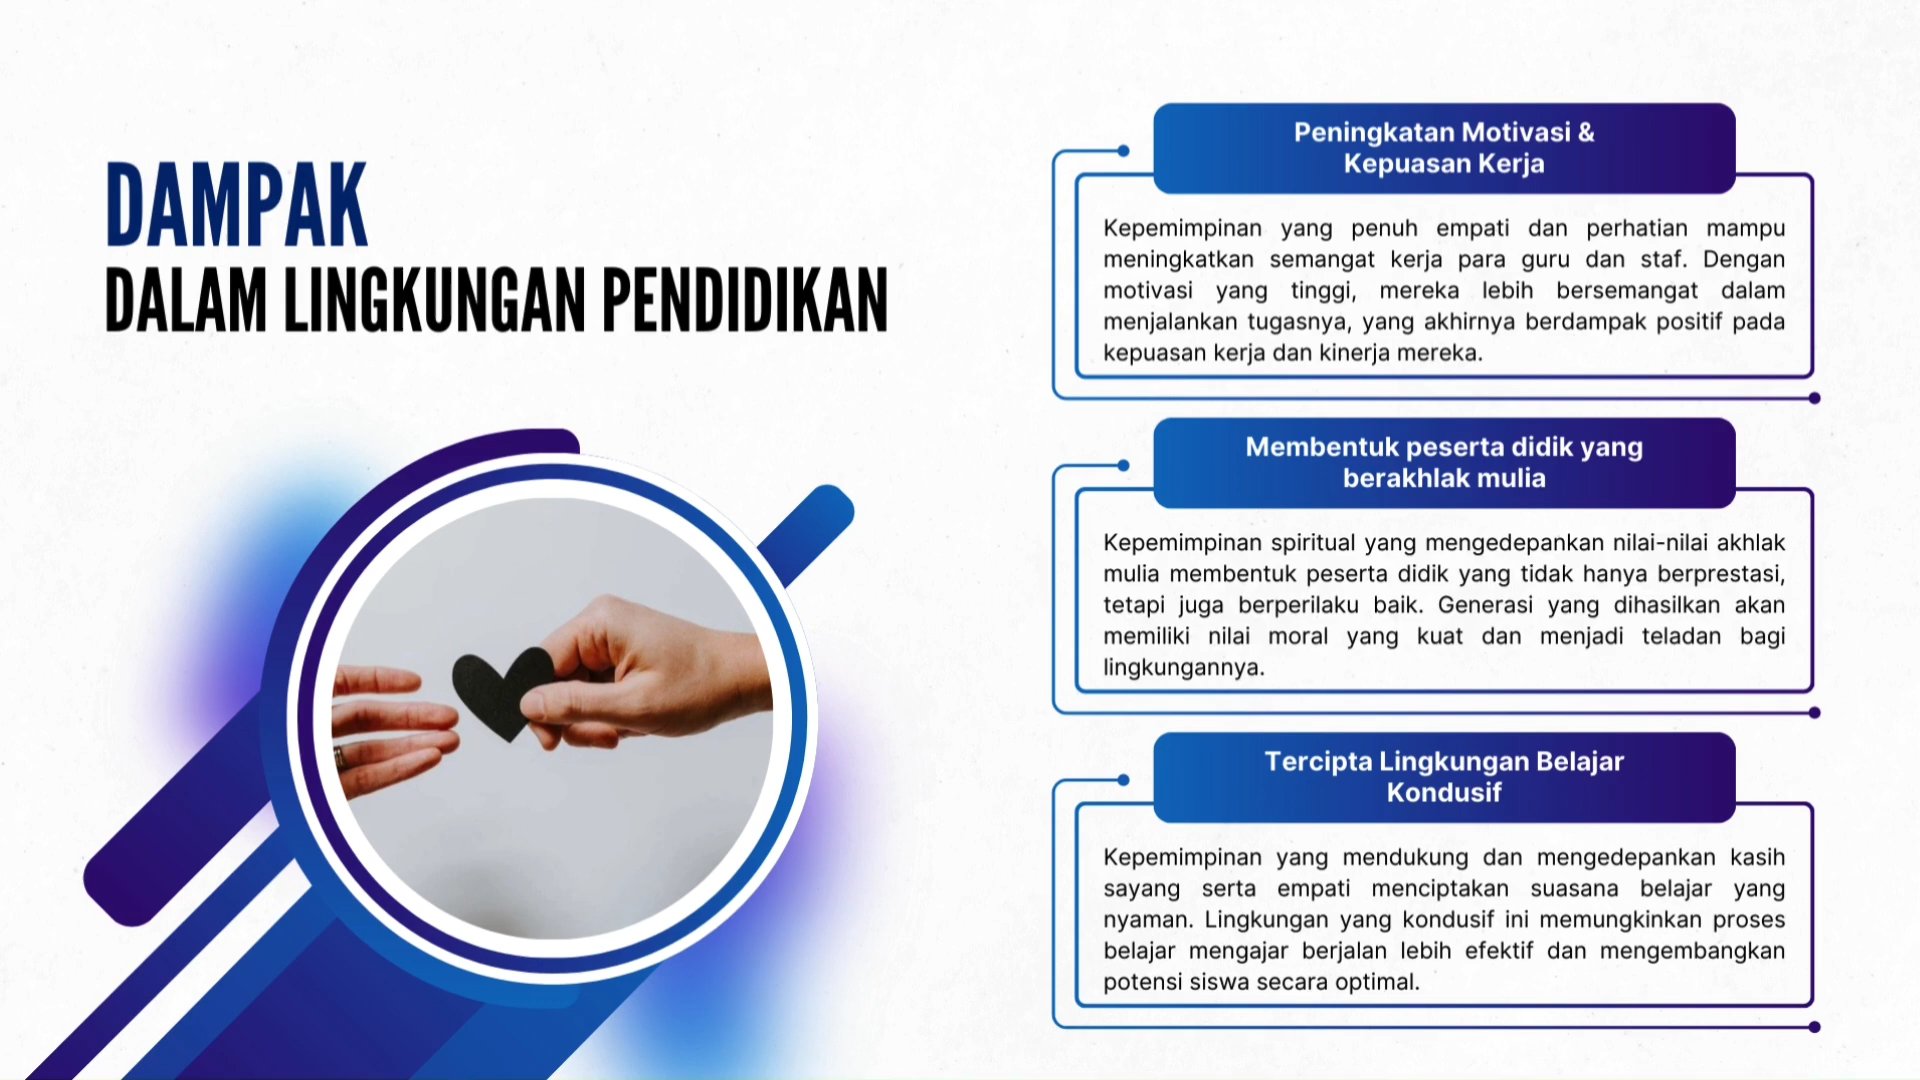 DAMPAK
DALAM LINGKUNGAN PENDIDIKAN
Peningkatan Motivasi &
Kepuasan Kerja
Kepemimpinan yang penuh empati dan perhatian mampu
meningkatkan semangat kerja para guru dan staf. Dengan
motivasi yang tinggi, mereka lebih bersemangat dalam
menjalankan tugasnya, yang akhirnya berdampak positif pada
kepuasan kerja dan kinerja mereka.
Membentuk peserta didik yang
berakhlak mulia
Kepemimpinan spiritual yang mengedepankan nilai-nilai akhlak
mulia membentuk peserta didik yang tidak hanya berprestasi,
tetapi juga berperilaku baik. Generasi yang dihasilkan akan
memiliki nilai moral yang kuat dan menjadi teladan bagi
lingkungannya.
Tercipta Lingkungan Belajar
Kondusif
Kepemimpinan yang mendukung dan mengedepankan kasih
sayang serta empati menciptakan suasana belajar yang
nyaman. Lingkungan yang kondusif ini memungkinkan proses
belajar mengajar berjalan lebih efektif dan mengembangkan
potensi siswa secara optimal.